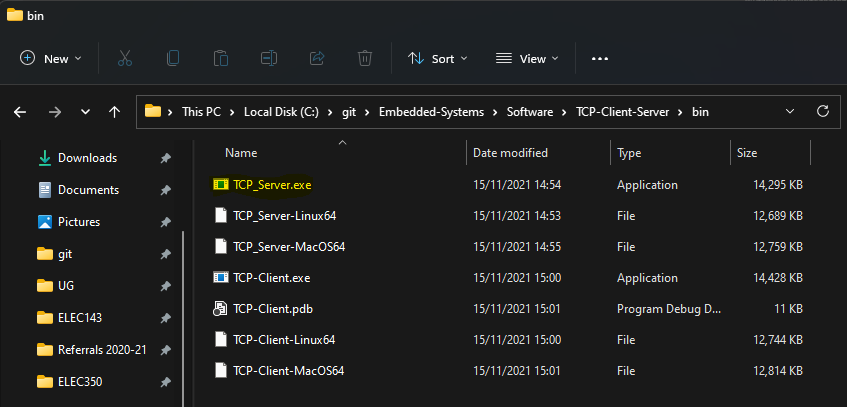 bin
New Sort View
This PC Local Disk (C:) git Embedded-Systems Software TCP-Client-Server bin
Name Date modified Type Size
Downloads
Documents
Pictures
git
UG
ELEC143
Referrals 2020-21
ELEC350
TCP_Server.exe 15/11/2021 14:54 Application 14,295 KB
TCP_Server-Linux64 15/11/2021 14:53 File 12,689 KB
TCP_Server-MacOS64 15/11/2021 14:55 File 12,759 KB
TCP-Client.exe 15/11/2021 15:00 Application 14,428 KB
TCP-Client.pdb 15/11/2021 15:01 Program Debug D... 11 KB
TCP-Client-Linux64 15/11/2021 15:00 File 12,744 KB
TCP-Client-MacOS64 15/11/2021 15:01 File 12,814 KB